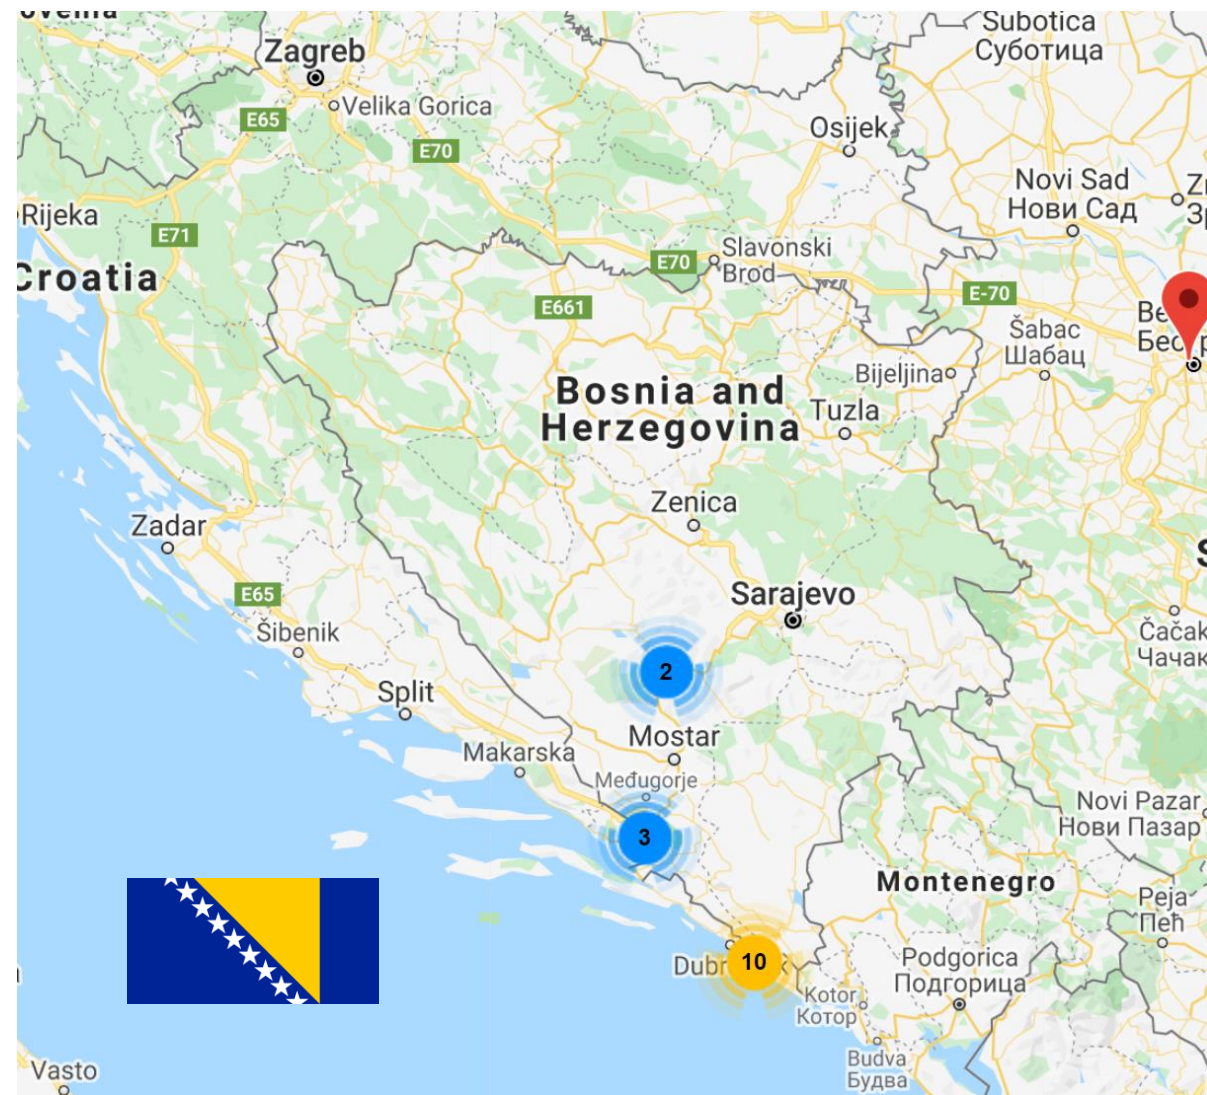 Zagreb
Velika Gorica
E65
E70
Subotica
Суботица
Osijek
Novi Sad
Нови Сад
Rijeka
E71
Croatia
Slavonski
Brod
E70
E-70
E661
Šabac
Шабац
Bijeljina
Bosnia and
Herzegovina
Tuzla
Zenica
Zadar
E65
Sarajevo
Šibenik
Čačak
Чачак
2
Split
Mostar
Makarska
Međugorje
3
Novi Pazar
Нови Пазар
Montenegro
Peja
Пећ
10
Podgorica
Подгорица
Kotor
Котор
Budva
Будва
Vasto